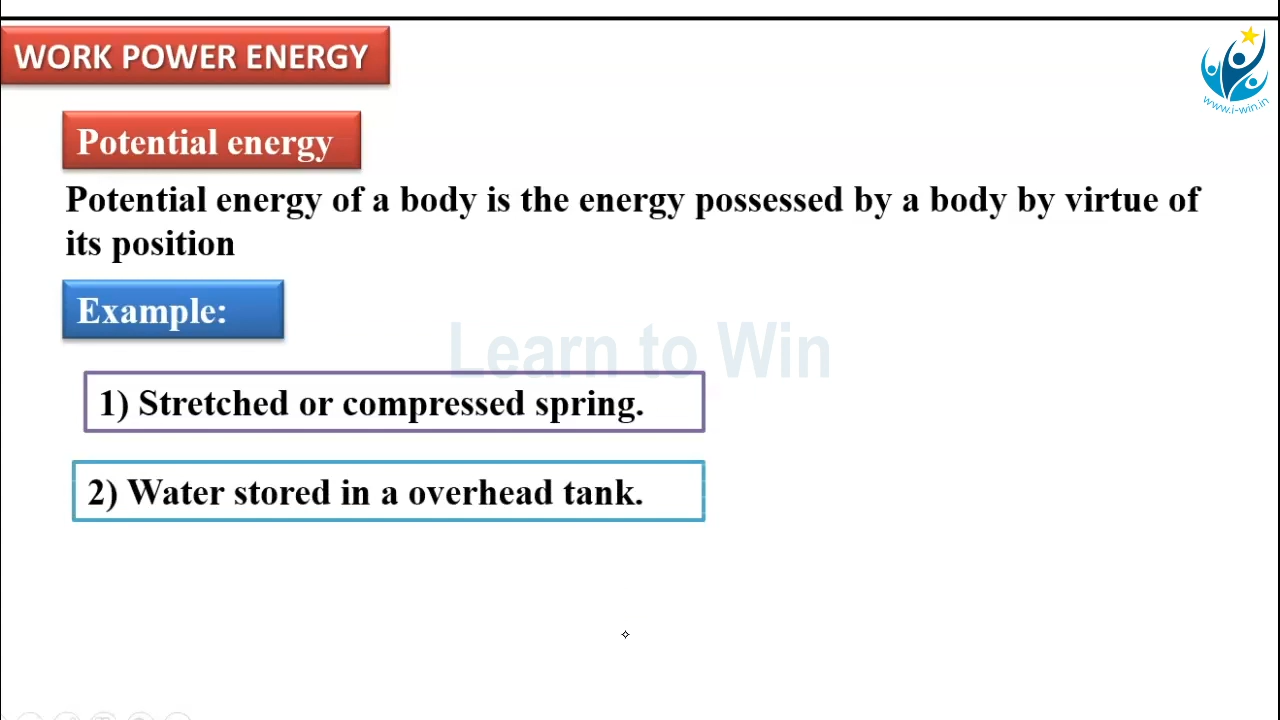 WORK POWER ENERGY
www.i-win.in
Potential energy
Potential energy of a body is the energy possessed by a body by virtue of
its position
Example:
Learn to Win
1) Stretched or compressed spring.
2) Water stored in a overhead tank.